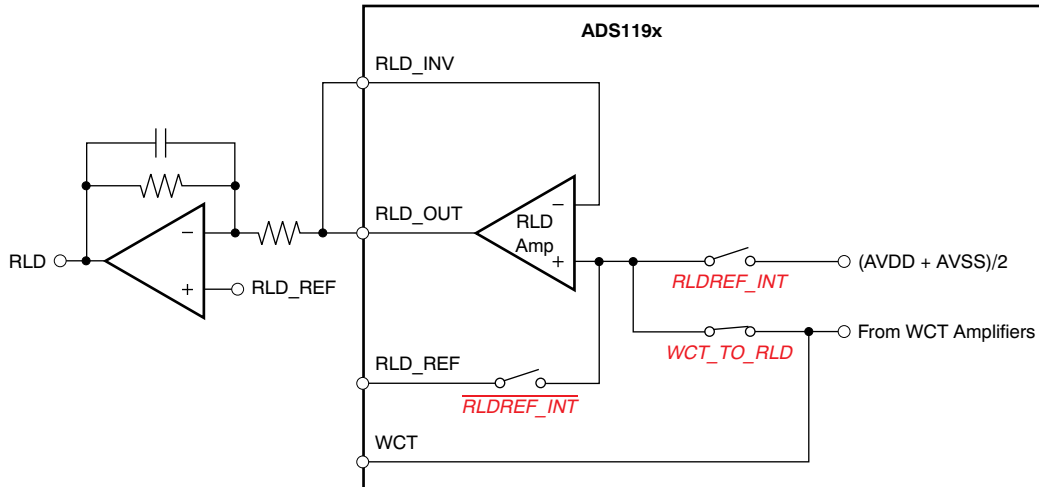 ADS119x
RLD_INV
RLD_OUT
RLD
Amp
−
+
(AVDD + AVSS)/2
RLDREF_INT
From WCT Amplifiers
WCT_TO_RLD
RLD
−
+
RLD_REF
RLD_REF
RLDREF_INT
WCT